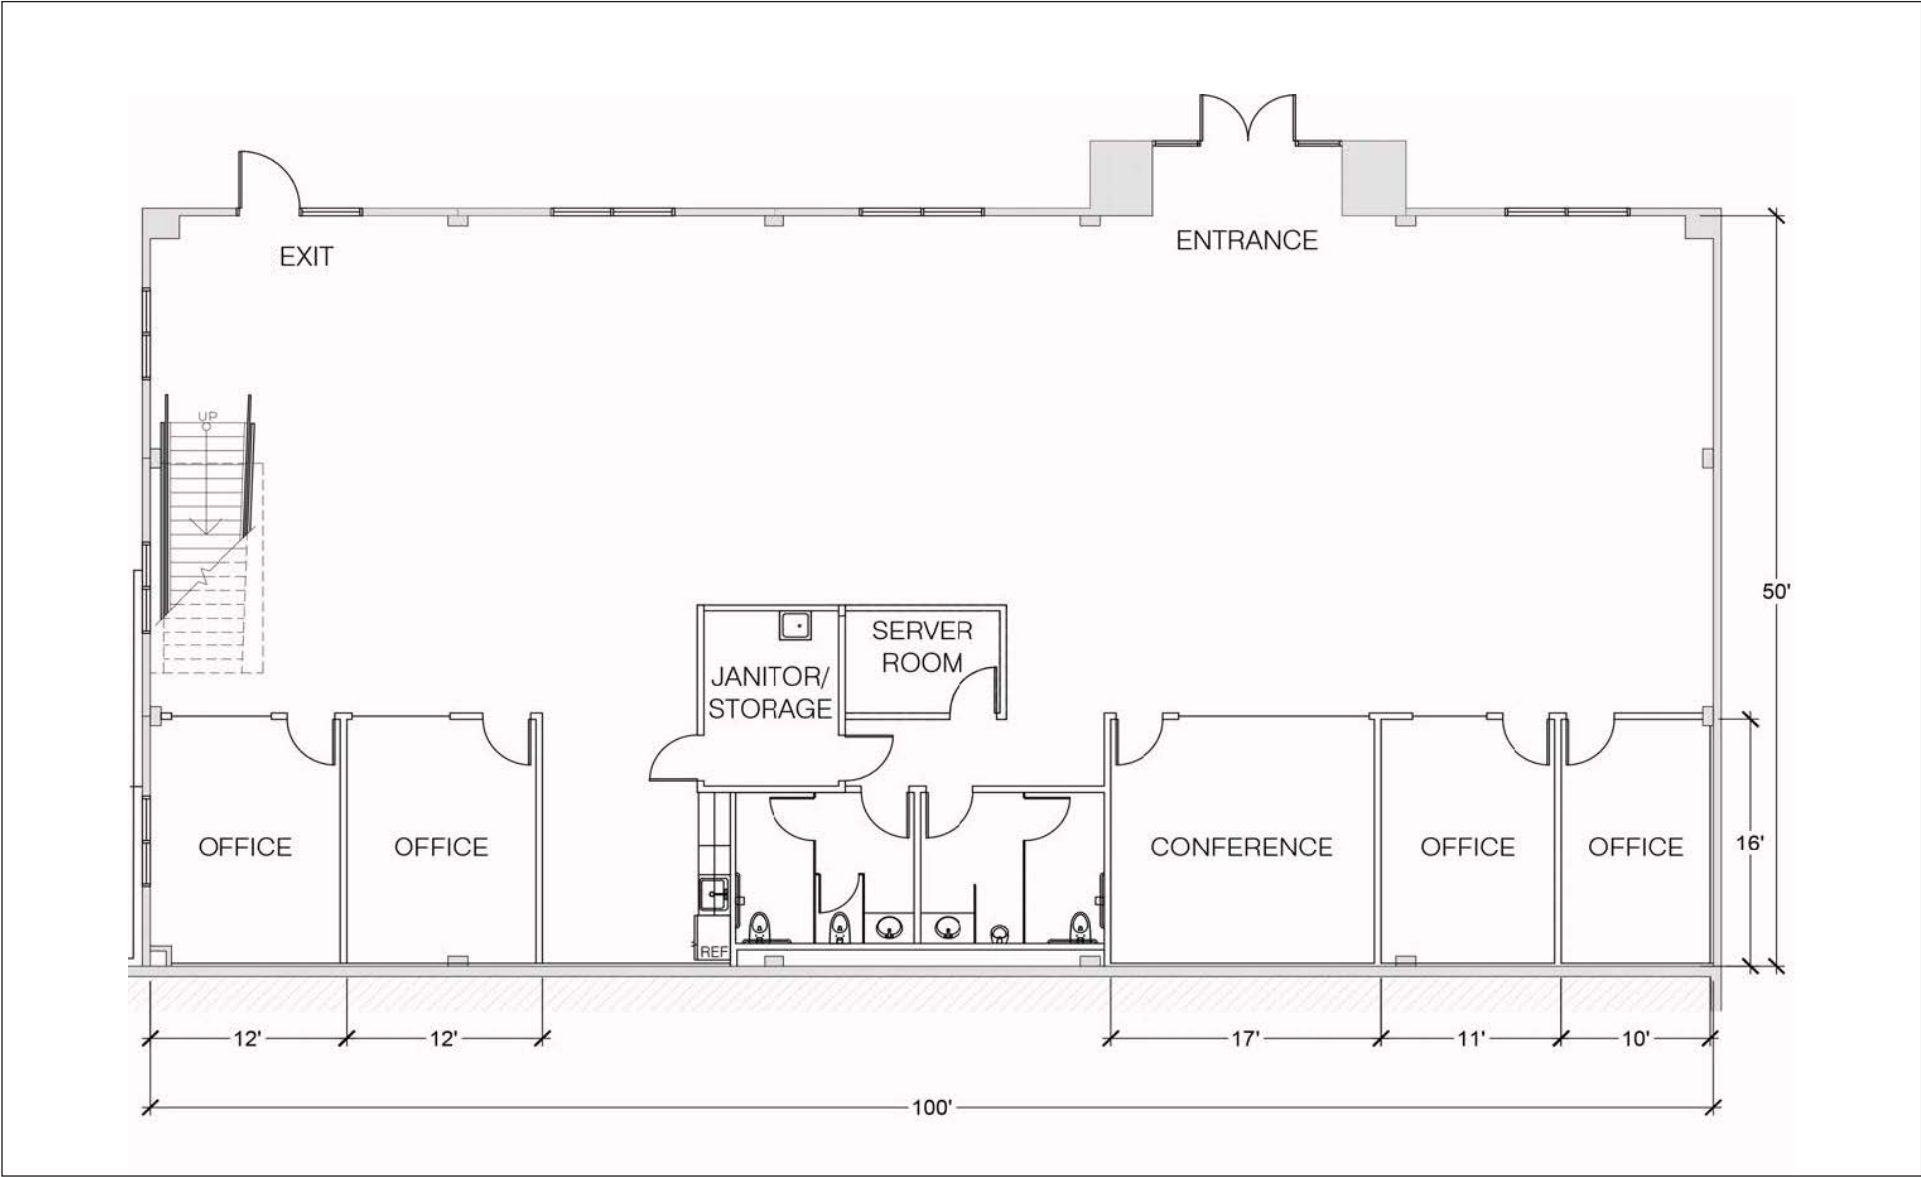 EXIT
ENTRANCE
UP
50'
SERVER
ROOM
JANITOR/
STORAGE
OFFICE
OFFICE
CONFERENCE
OFFICE
OFFICE
16'
REF
12'
12'
17'
11'
10'
100'